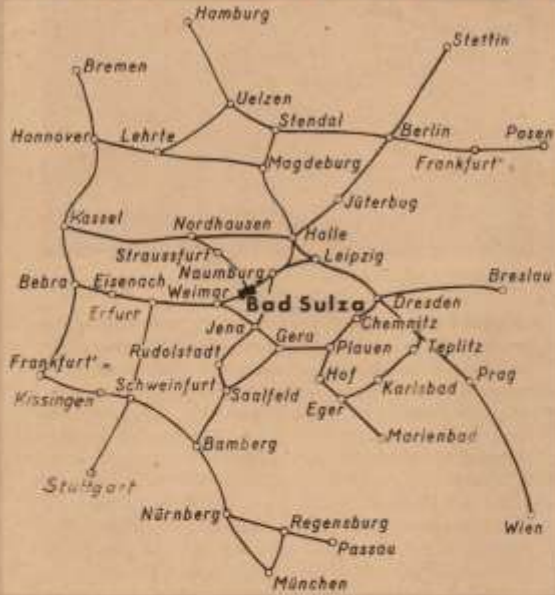 Hamburg
Stettin
Bremen
Uelzen
Stendal
Hannover Lehrte Berlin Posen
Magdeburg Frankfurt
Jüterbug
Kassel Nordhausen Halle
Straussfurt Leipzig
Naumburg
Bebra Eisenach Weimar Breslau
Bad Sulza Dresden
Erfurt Chemnitz
Jena Gera Plauen Teplitz
Frankfurt Rudolstadt
Kissingen Schweinfurt Saalfeld Hof Karlsbad Prag
Eger
Bamberg Marienbad
Stuttgart
Nürnberg Regensburg Wien
Passau
München